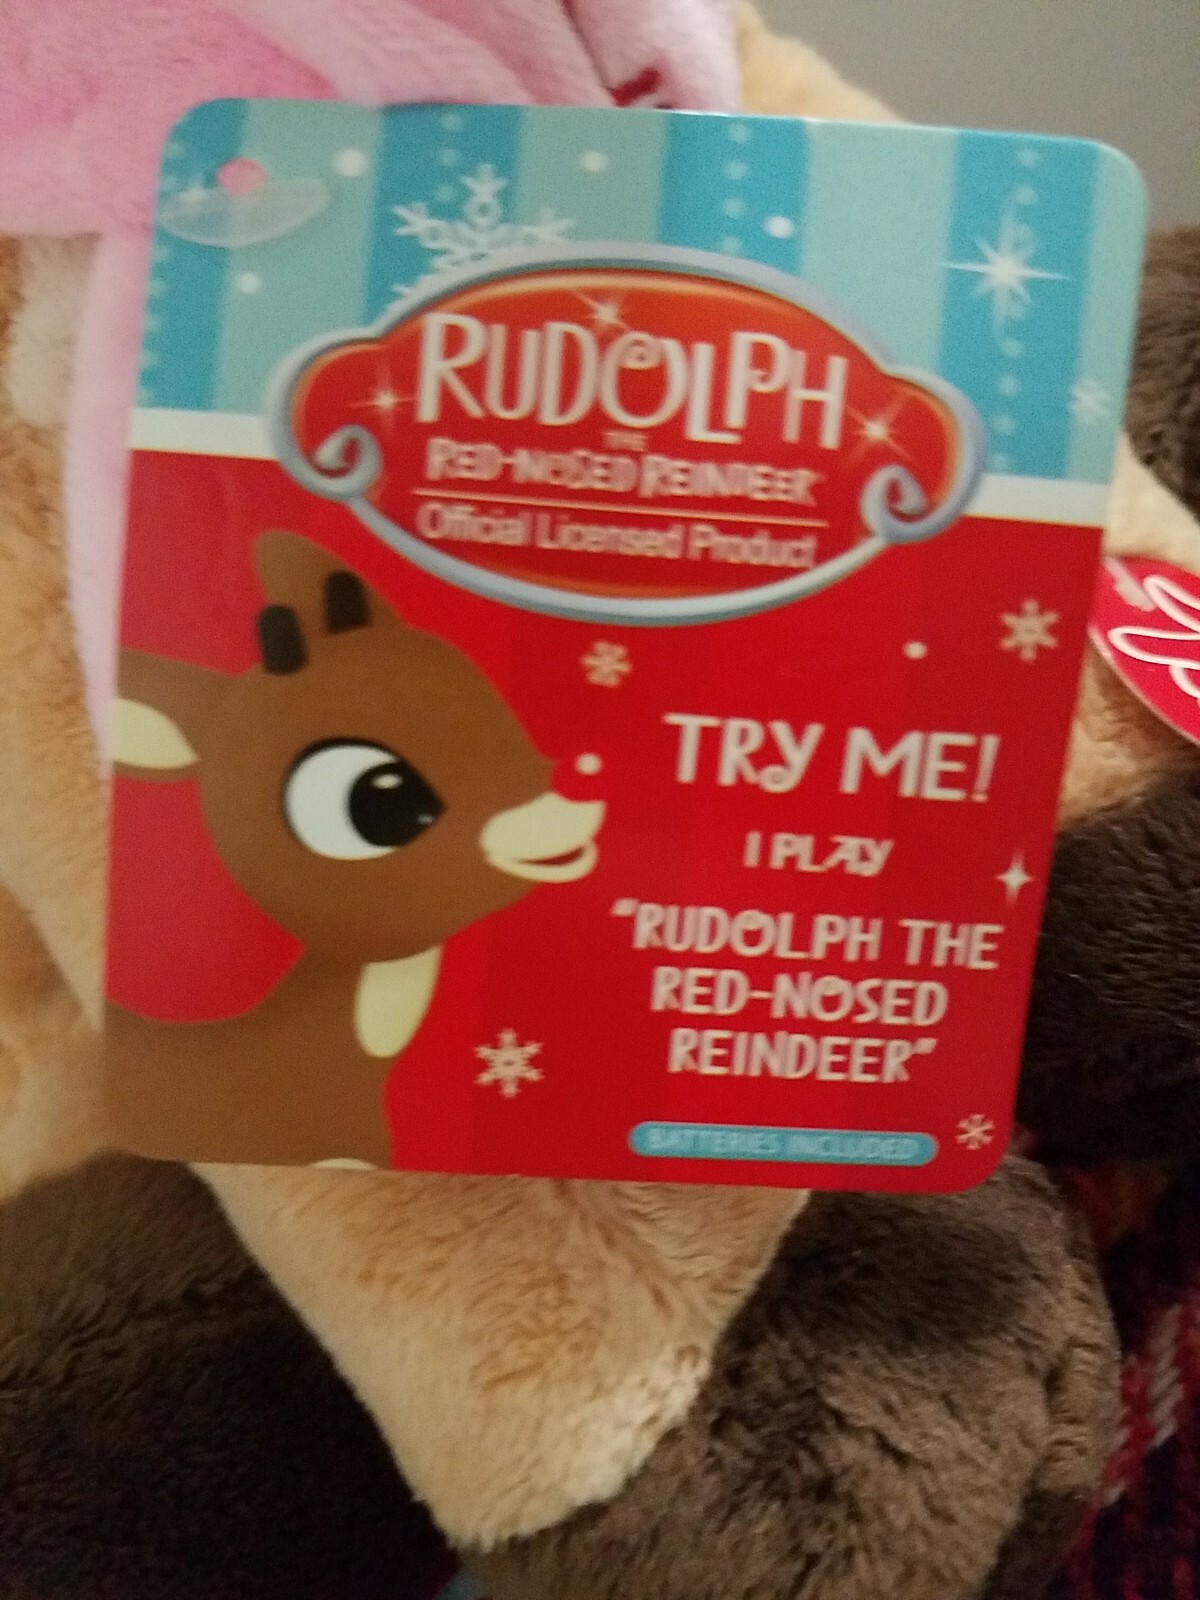 RUDOLPH
THE
RED-NOSED REINDEER
Official Licensed Product
TRY ME!
I PLAY
"RUDOLPH THE
RED-NOSED
REINDEER"
BATTERIES INCLUDED